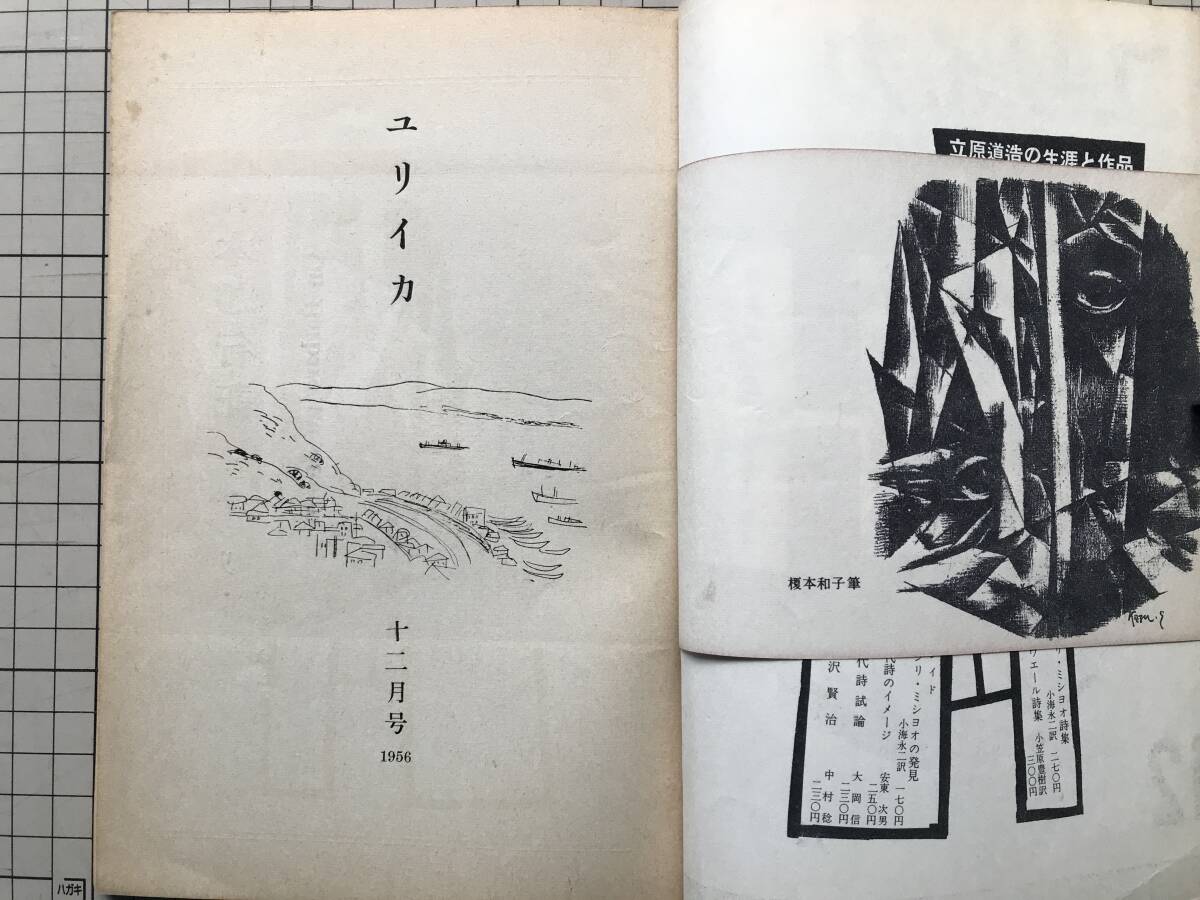 ユリイカ
十二月号
1956
立原道造の生涯と作品
榎本和子筆
リ・ミショオ詩集
小海永二訳 二七〇円
ヴェール詩集
小笠原豊樹訳
三〇〇円
イド
ンリ・ミショオの発見
小海永二訳 一七〇円
代詩のイメージ
安東次男
二五〇円
代詩試論
大岡信
二三〇円
沢賢治
中村稔
二三〇円
ハガキ